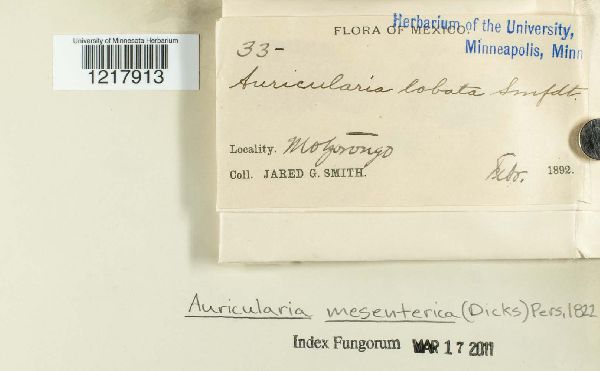 University of Minnesota Herbarium
1217913
FLORA OF MEXICO.
Herbarium of the University,
Minneapolis, Minn
33-
Auricularia lobata Smfdt.
Locality. Motzorongo
Coll. JARED G. SMITH. Febr. 1892.
Auricularia mesenterica (Dicks) Pers, 1822
Index Fungorum MAR 17 2011